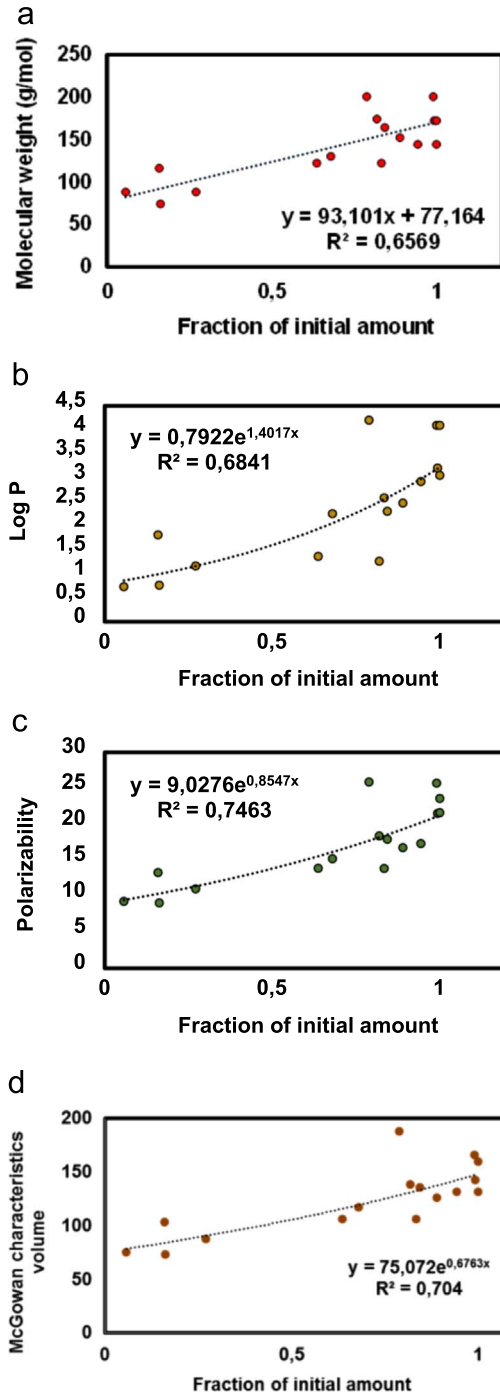 a
Molecular weight (g/mol)
250
200
150
100
50
0
y = 93,101x + 77,164
R² = 0,6569
0 0,5 1
Fraction of initial amount
b
Log P
4,5
4
3,5
3
2,5
2
1,5
1
0,5
0
y = 0,7922e^1,4017x
R² = 0,6841
0 0,5 1
Fraction of initial amount
c
Polarizability
30
25
20
15
10
5
0
y = 9,0276e^0,8547x
R² = 0,7463
0 0,5 1
Fraction of initial amount
d
McGowan characteristics
volume
200
150
100
50
0
y = 75,072e^0,6763x
R² = 0,704
0 0,5 1
Fraction of initial amount